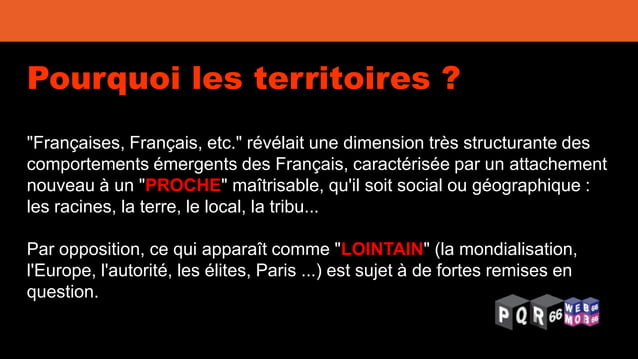 Pourquoi les territoires ?
"Françaises, Français, etc." révélait une dimension très structurante des
comportements émergents des Français, caractérisée par un attachement
nouveau à un "PROCHE" maîtrisable, qu'il soit social ou géographique :
les racines, la terre, le local, la tribu...
Par opposition, ce qui apparaît comme "LOINTAIN" (la mondialisation,
l'Europe, l'autorité, les élites, Paris ...) est sujet à de fortes remises en
question.
PQR66
WEB66
MOB66